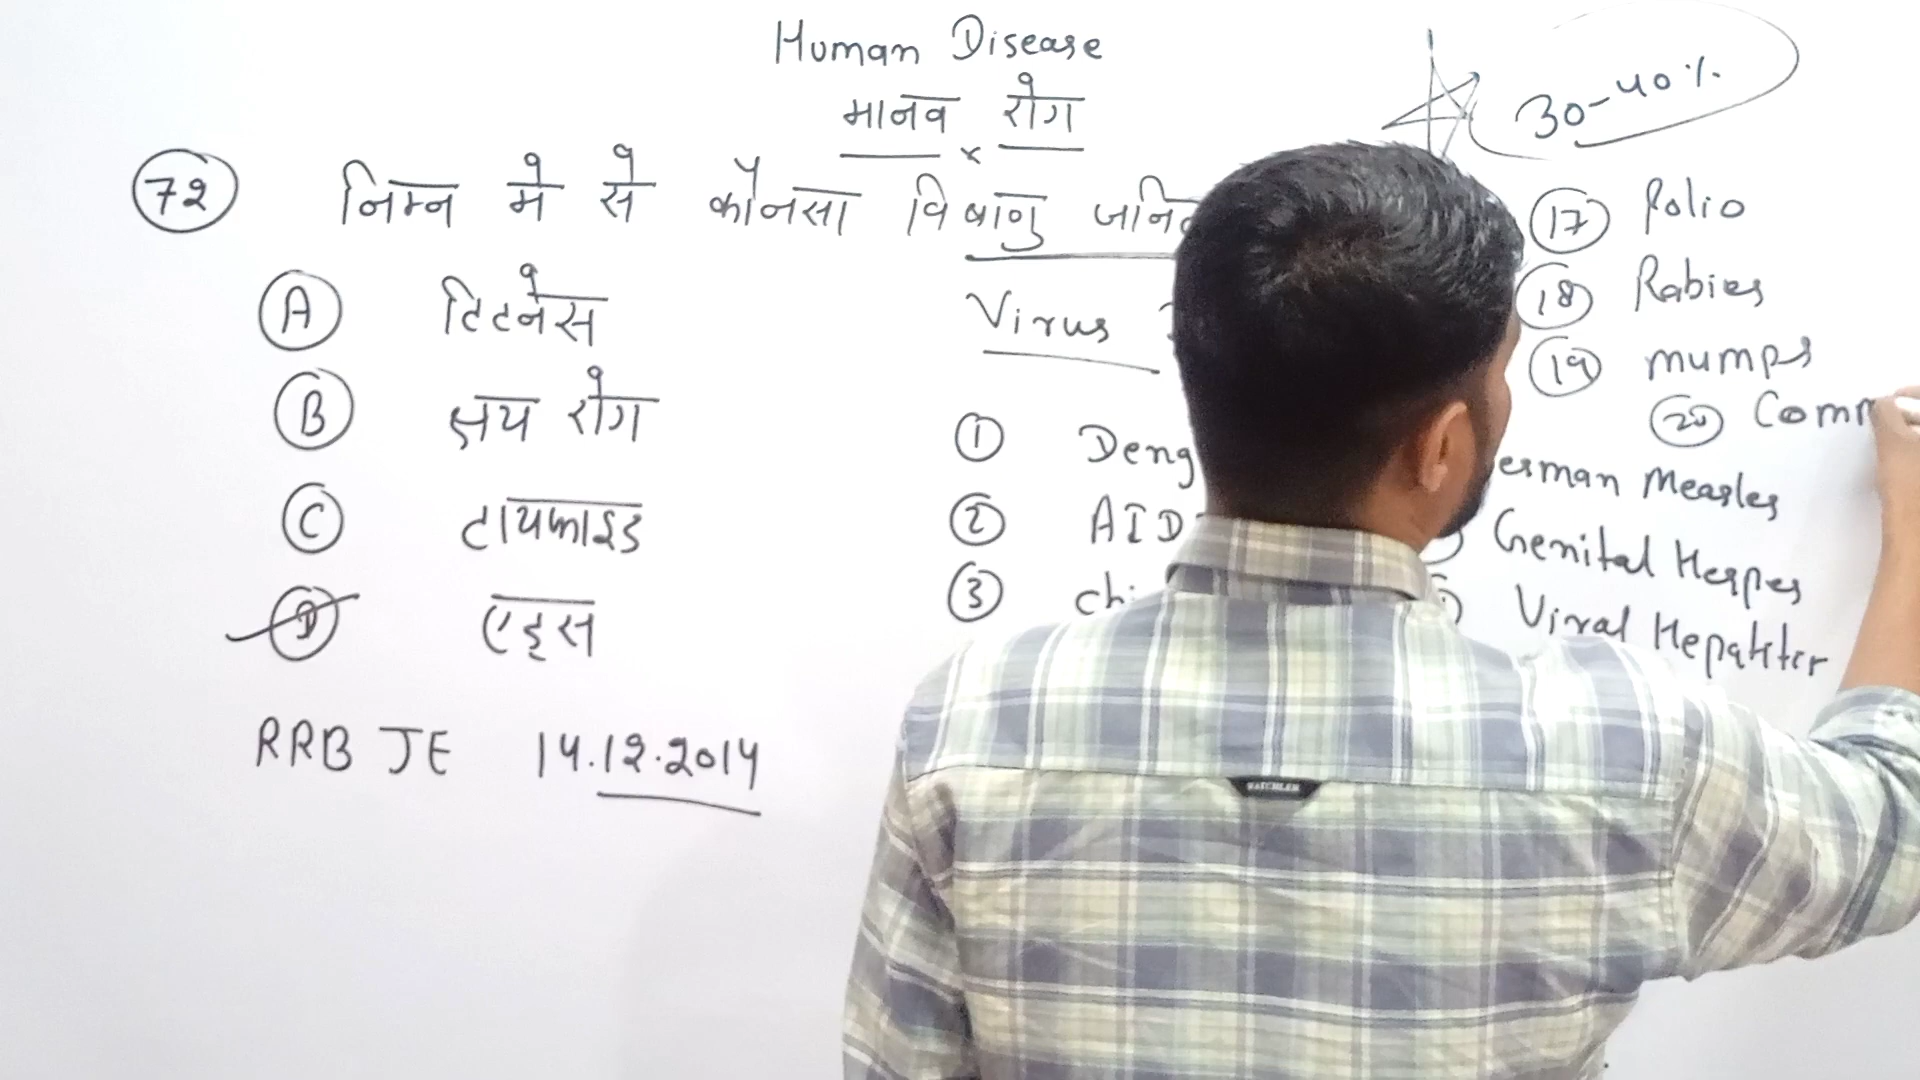 Human Disease
मानव रोग
30-40%
72 निम्न मे से कौनसा विषाणु
Virus
A टिटनेस
B क्षय रोग
C टायफाइड
D एड्स
RRB JE 14.12.2014
1 Deng
2 AID
3 chi
17 Polio
18 Rabies
19 mumps
20 Comm
erman Measles
Genital Herpes
Viral Hepatitis